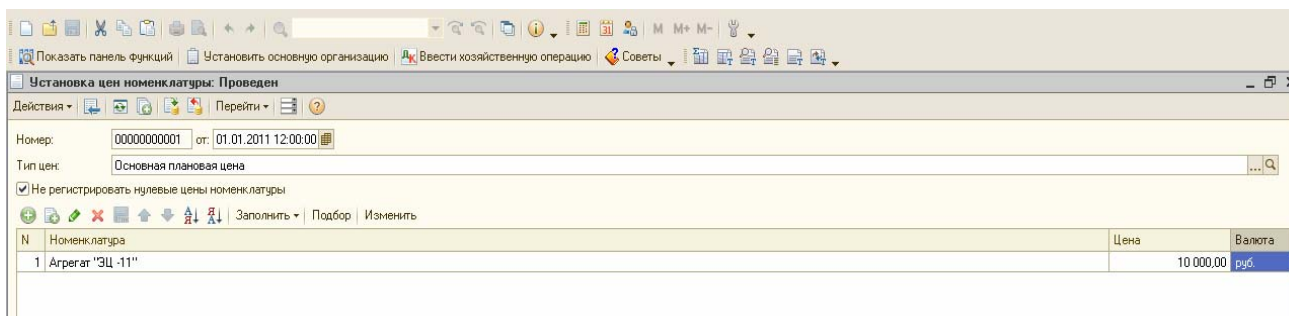 M M+ M-
Показать панель функций Установить основную организацию Ввести хозяйственную операцию Советы
Установка цен номенклатуры: Проведен
Действия Перейти
Номер: 00000000001 от: 01.01.2011 12:00:00
Тип цен: Основная плановая цена ...
Не регистрировать нулевые цены номенклатуры
Заполнить Подбор Изменить
N Номенклатура Цена Валюта
1 Агрегат "ЭЦ -11" 10 000,00 руб.